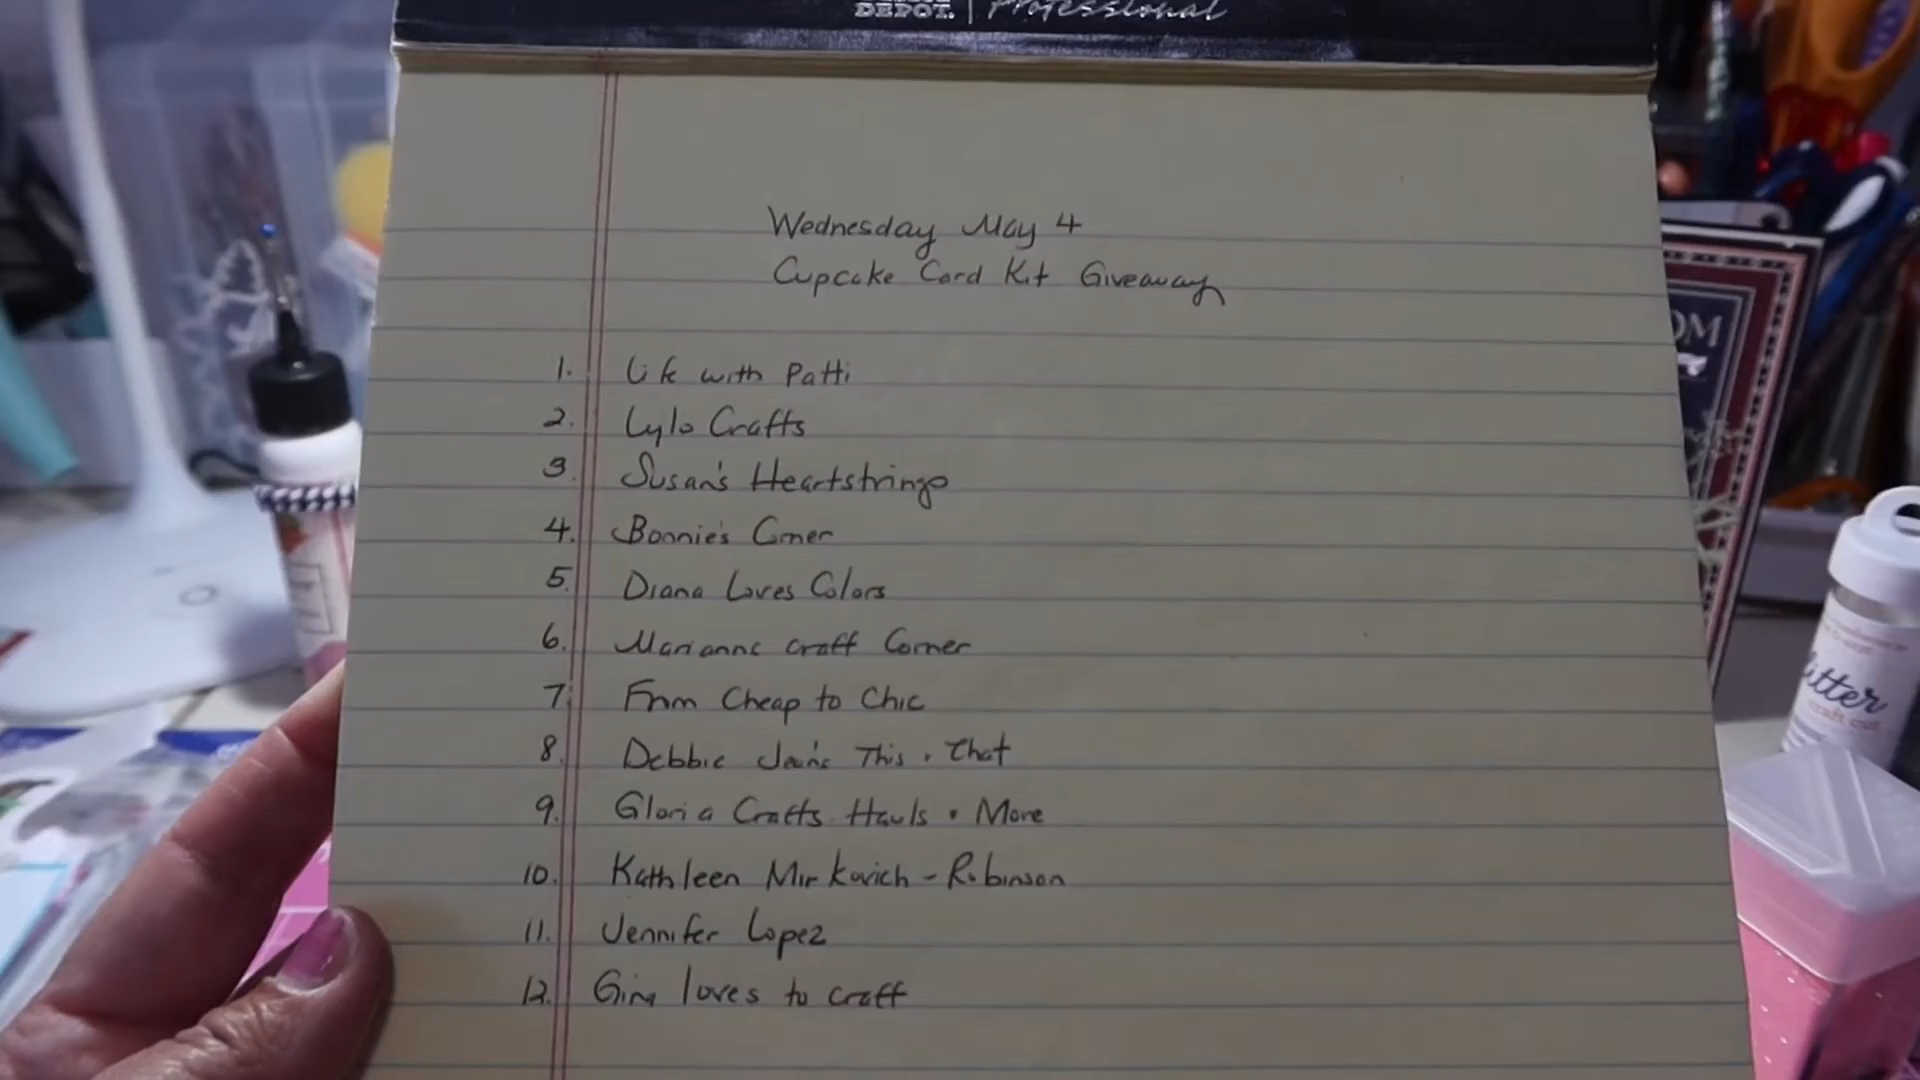 DEPOT. | Professional
Wednesday May 4
Cupcake Card Kit Giveaway
1. Life with Patti
2. Lylo Crafts
3. Susan's Heartstrings
4. Bonnie's Corner
5. Diana Loves Colors
6. Marianne craft Corner
7. From Cheap to Chic
8. Debbie Jean's This • That
9. Gloria Crafts Hauls • More
10. Kathleen Mirkovich - Robinson
11. Jennifer Lopez
12. Gina loves to craft